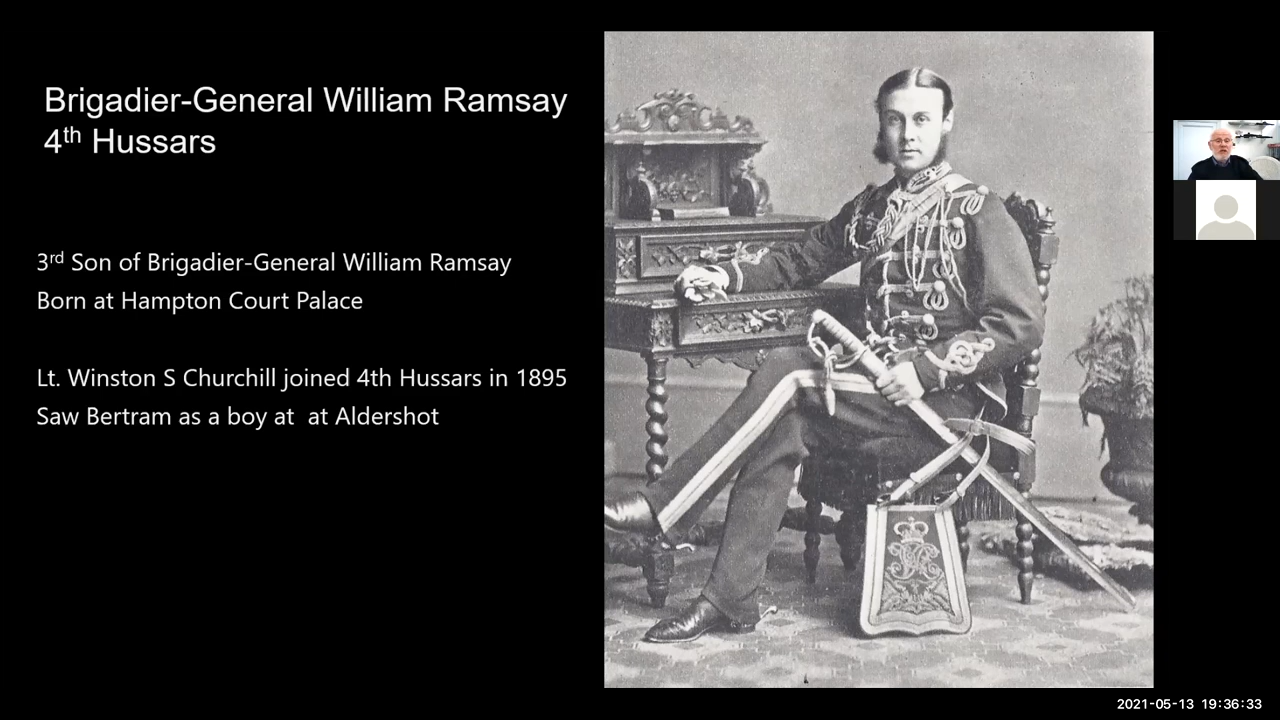 Brigadier-General William Ramsay
4th Hussars
3rd Son of Brigadier-General William Ramsay
Born at Hampton Court Palace
Lt. Winston S Churchill joined 4th Hussars in 1895
Saw Bertram as a boy at  at Aldershot
2021-05-13 19:36:33